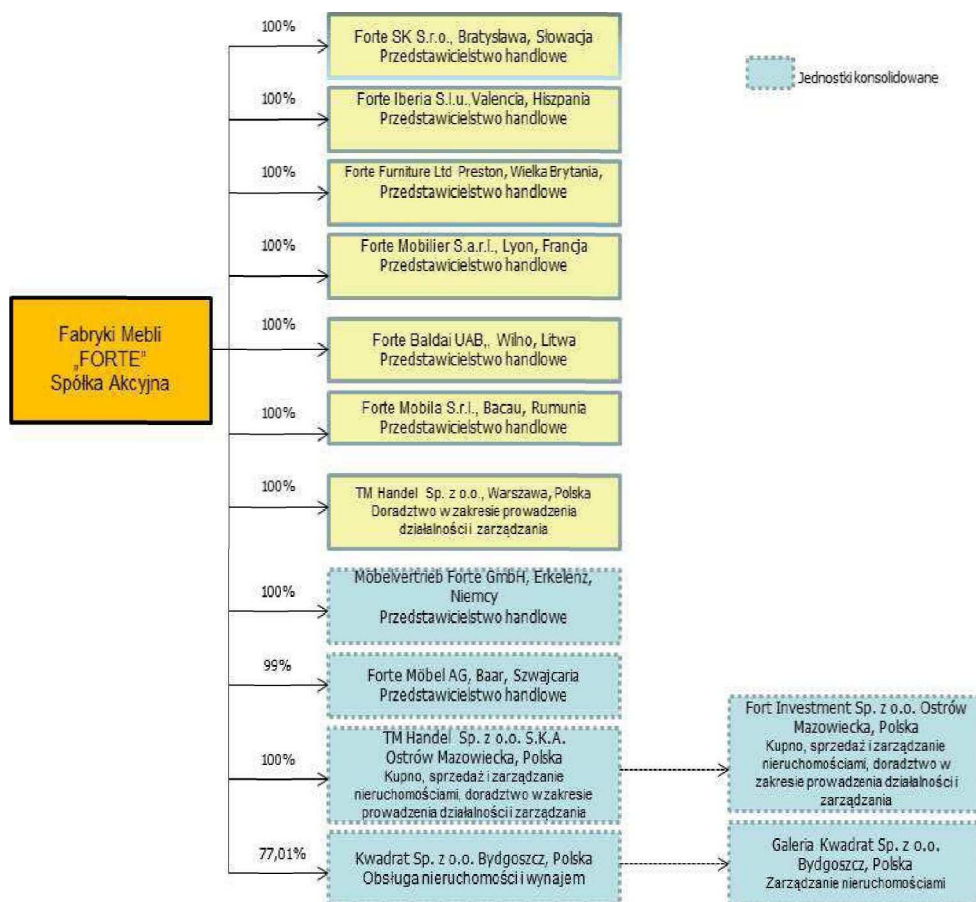 100%
Forte SK S.r.o., Bratysława, Słowacja
Przedstawicielstwo handlowe
Jednostki konsolidowane
100%
Forte Iberia S.l.u. Valencia, Hiszpania
Przedstawicielstwo handlowe
100%
Forte Furniture Ltd Preston, Wielka Brytania,
Przedstawicielstwo handlowe
100%
Forte Mobilier S.a.r.l., Lyon, Francja
Przedstawicielstwo handlowe
Fabryki Mebli
„FORTE”
Spółka Akcyjna
100%
Forte Baldai UAB,. Wilno, Litwa
Przedstawicielstwo handlowe
100%
Forte Mobila S.r.l., Bacau, Rumunia
Przedstawicielstwo handlowe
100%
TM Handel Sp. z o.o., Warszawa, Polska
Doradztwo w zakresie prowadzenia
działalności i zarządzania
100%
Möbelvertrieb Forte GmbH, Erkelenz,
Niemcy
Przedstawicielstwo handlowe
99%
Forte Möbel AG, Baar, Szwajcaria
Przedstawicielstwo handlowe
100%
TM Handel Sp. z o.o. S.K.A.
Ostrów Mazowiecka, Polska
Kupno, sprzedaż i zarządzanie
nieruchomościami, doradztwo w zakresie
prowadzenia działalności i zarządzania
Fort Investment Sp. z o.o. Ostrów
Mazowiecka, Polska
Kupno, sprzedaż i zarządzanie
nieruchomościami, doradztwo w
zakresie prowadzenia działalności i
zarządzania
77,01%
Kwadrat Sp. z o.o. Bydgoszcz, Polska
Obsługa nieruchomości i wynajem
Galeria Kwadrat Sp. z o.o.
Bydgoszcz, Polska
Zarządzanie nieruchomościami